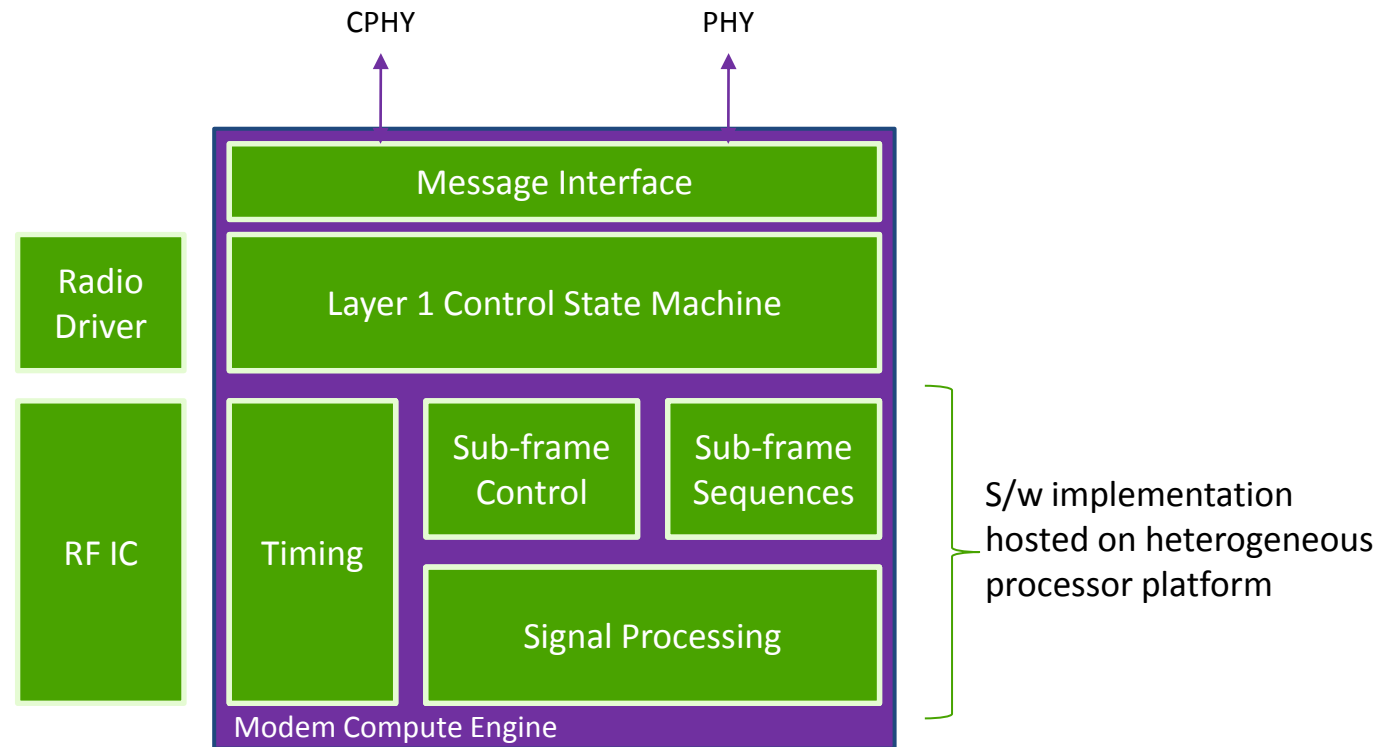 CPHY
PHY
Message Interface
Radio
Driver
Layer 1 Control State Machine
RF IC
Timing
Sub-frame
Control
Sub-frame
Sequences
Signal Processing
Modem Compute Engine
S/w implementation
hosted on heterogeneous
processor platform